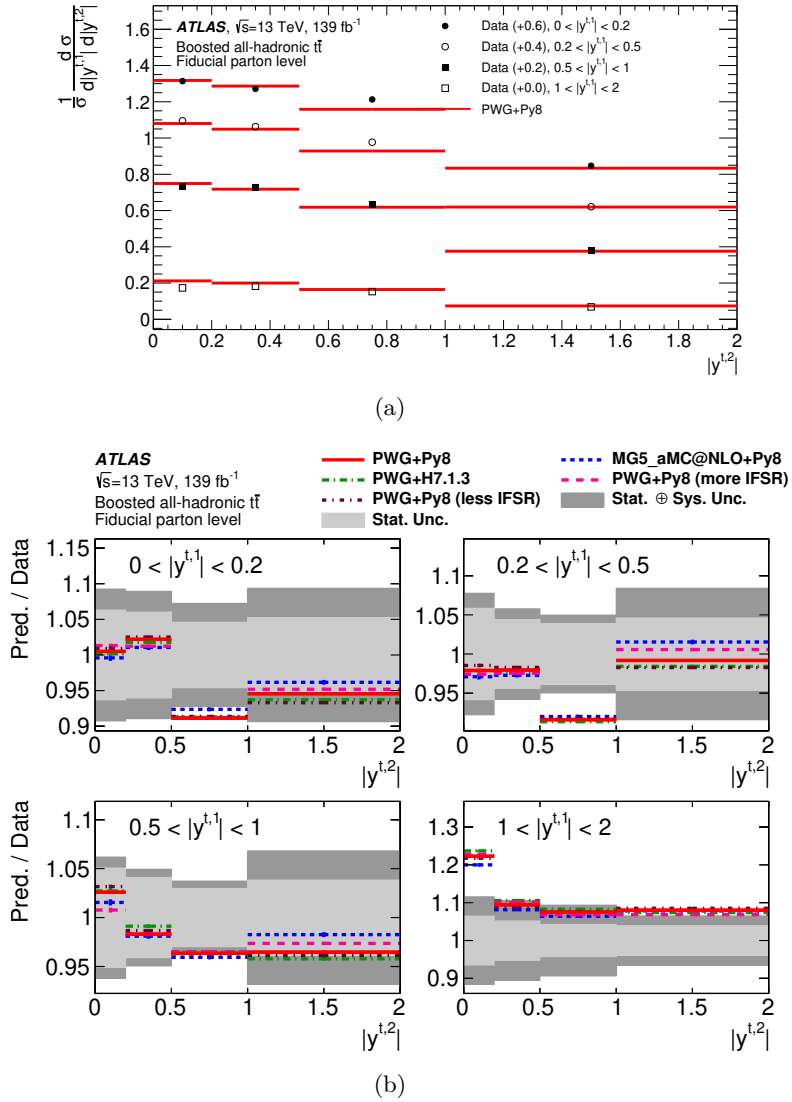 ATLAS, √s=13 TeV, 139 fb⁻¹
Boosted all-hadronic tt̄
Fiducial parton level
Data (+0.6), 0 < |y^{t,1}| < 0.2
Data (+0.4), 0.2 < |y^{t,1}| < 0.5
Data (+0.2), 0.5 < |y^{t,1}| < 1
Data (+0.0), 1 < |y^{t,1}| < 2
PWG+Py8
1/σ d σ / d|y^{t,1}| d|y^{t,2}|
1.6
1.4
1.2
1
0.8
0.6
0.4
0.2
0
0 0.2 0.4 0.6 0.8 1 1.2 1.4 1.6 1.8 2
|y^{t,2}|
(a)
ATLAS
√s=13 TeV, 139 fb⁻¹
Boosted all-hadronic tt̄
Fiducial parton level
PWG+Py8
PWG+H7.1.3
PWG+Py8 (less IFSR)
Stat. Unc.
MG5_aMC@NLO+Py8
PWG+Py8 (more IFSR)
Stat. ⊕ Sys. Unc.
Pred. / Data
0 < |y^{t,1}| < 0.2
1.15
1.1
1.05
1
0.95
0.9
0 0.5 1 1.5 2
|y^{t,2}|
0.2 < |y^{t,1}| < 0.5
1.1
1.05
1
0.95
0 0.5 1 1.5 2
|y^{t,2}|
Pred. / Data
0.5 < |y^{t,1}| < 1
1.1
1.05
1
0.95
0 0.5 1 1.5 2
|y^{t,2}|
1 < |y^{t,1}| < 2
1.3
1.2
1.1
1
0.9
0 0.5 1 1.5 2
|y^{t,2}|
(b)